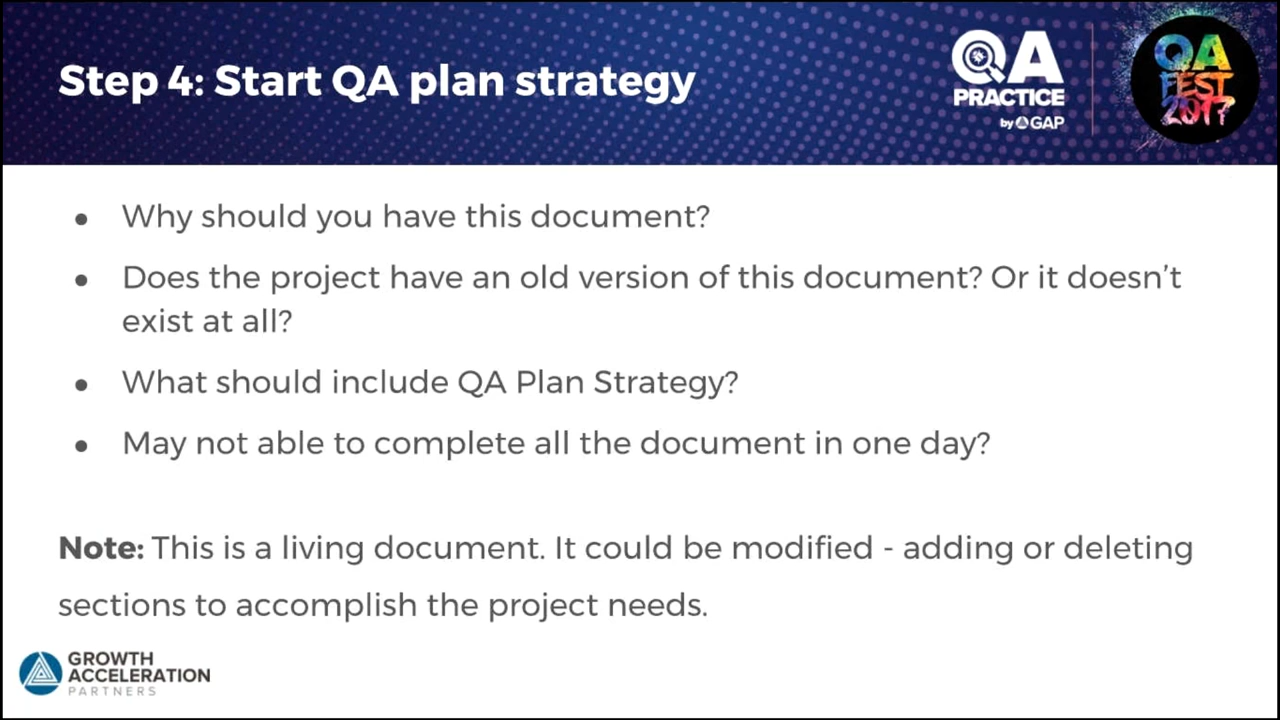 Step 4: Start QA plan strategy
QA
PRACTICE
by GAP
QA
FEST
2017
● Why should you have this document?
● Does the project have an old version of this document? Or it doesn’t
exist at all?
● What should include QA Plan Strategy?
● May not able to complete all the document in one day?
Note: This is a living document. It could be modified - adding or deleting
sections to accomplish the project needs.
GROWTH
ACCELERATION
PARTNERS